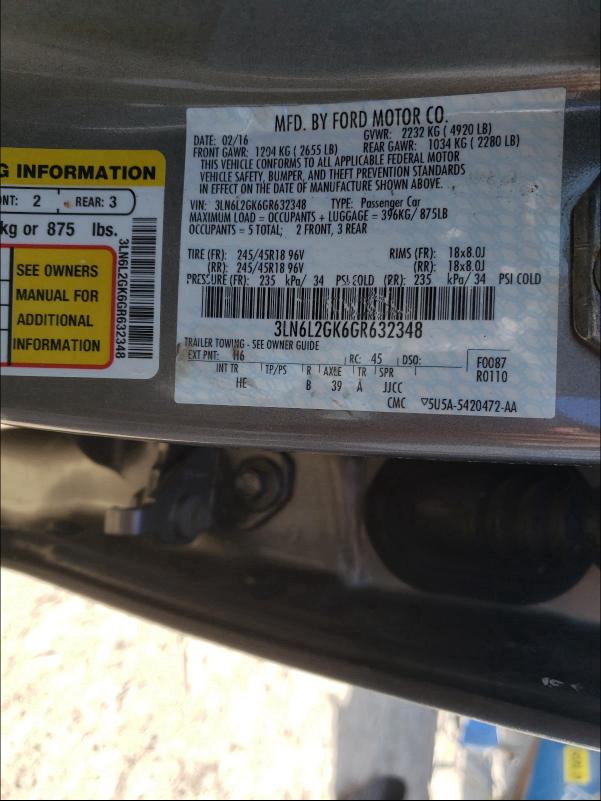 G INFORMATION
NT: 2 REAR: 3
kg or 875 lbs.
SEE OWNERS
MANUAL FOR
ADDITIONAL
INFORMATION
3LN6L2GK6GR632348
MFD. BY FORD MOTOR CO.
DATE: 02/16 GVWR: 2232 KG ( 4920 LB)
FRONT GAWR: 1204 KG ( 2655 LB) REAR GAWR: 1034 KG ( 2280 LB)
THIS VEHICLE CONFORMS TO ALL APPLICABLE FEDERAL MOTOR
VEHICLE SAFETY, BUMPER, AND THEFT PREVENTION STANDARDS
IN EFFECT ON THE DATE OF MANUFACTURE SHOWN ABOVE.
VIN: 3LN6L2GK6GR632348 TYPE: Passenger Car
MAXIMUM LOAD = OCCUPANTS + LUGGAGE = 396KG/ 875LB
OCCUPANTS = 5 TOTAL; 2 FRONT, 3 REAR
TIRE (FR): 245/45R18 96V RIMS (FR): 18x8.0J
(RR): 245/45R18 96V (RR): 18x8.0J
PRESSURE (FR): 235 kPa/ 34 PSI COLD (RR): 235 kPa/ 34 PSI COLD
3LN6L2GK6GR632348
TRAILER TOWING - SEE OWNER GUIDE
EXT PNT: H6 RC: 45 DSO: F0087
INT TR TP/PS R AXLE TR SPR R0110
HE B 39 A JJCC
CMC ▽5U5A-5420472-AA